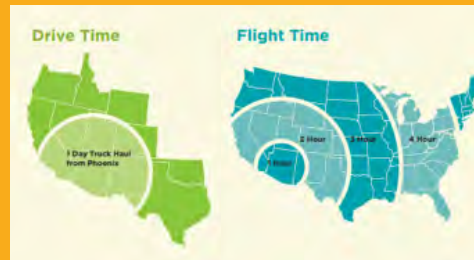 Drive Time
Flight Time
1 Day Truck Haul
from Phoenix
1 Hour
2 Hour
3 Hour
4 Hour